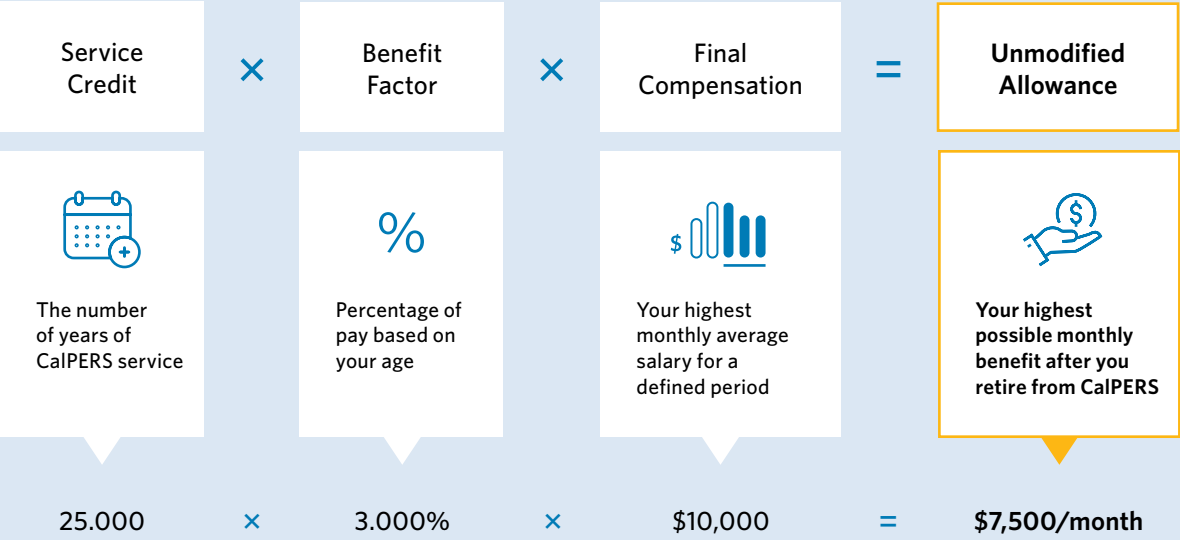 Service
Credit
×
Benefit
Factor
×
Final
Compensation
=
Unmodified
Allowance
The number
of years of
CalPERS service
%
Percentage of
pay based on
your age
$
Your highest
monthly average
salary for a
defined period
$
Your highest
possible monthly
benefit after you
retire from CalPERS
25.000 × 3.000% × $10,000 = $7,500/month